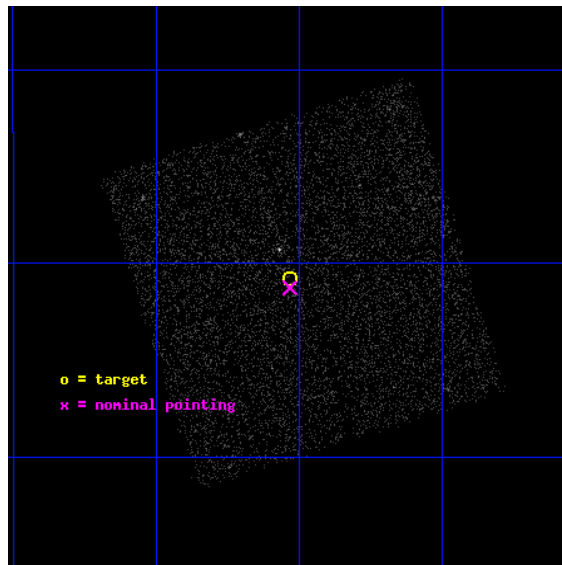 o = target
x = nominal pointing